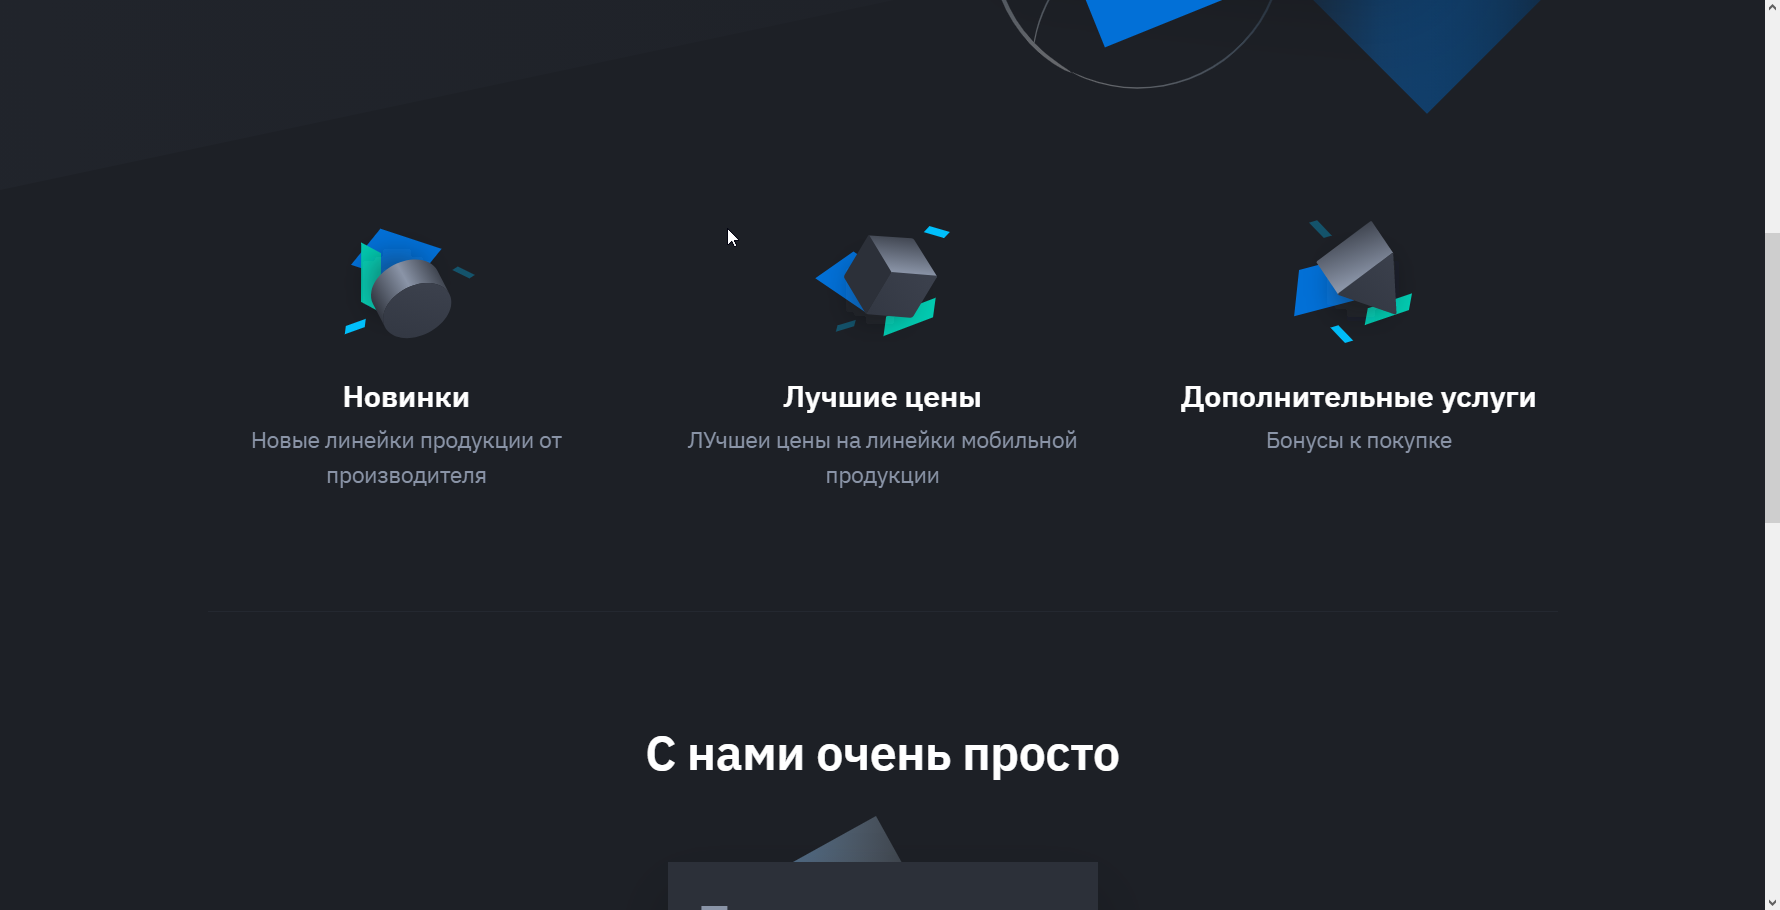 Новинки
Новые линейки продукции от
производителя
Лучшие цены
ЛУчшеи цены на линейки мобильной
продукции
Дополнительные услуги
Бонусы к покупке
С нами очень просто